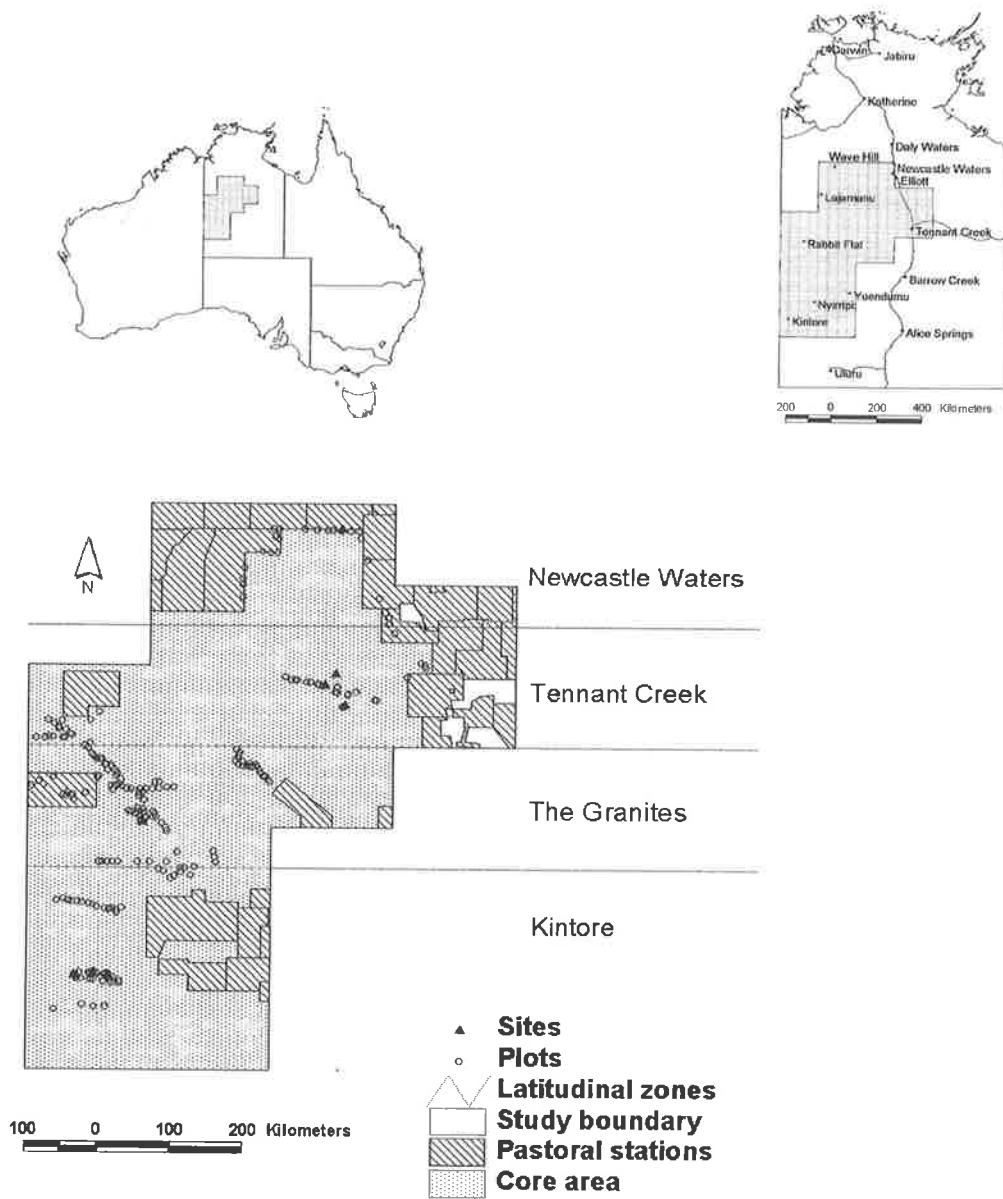 Darwin
Jabiru
Katherine
Daly Waters
Wave Hill
Newcastle Waters
Elliott
Lajamanu
Tennant Creek
Rabbit Flat
Barrow Creek
Yuendumu
Nyirripi
Kintore
Alice Springs
Uluru
200 0 200 400 Kilometers
N
Newcastle Waters
Tennant Creek
The Granites
Kintore
Sites
Plots
Latitudinal zones
Study boundary
Pastoral stations
Core area
100 0 100 200 Kilometers